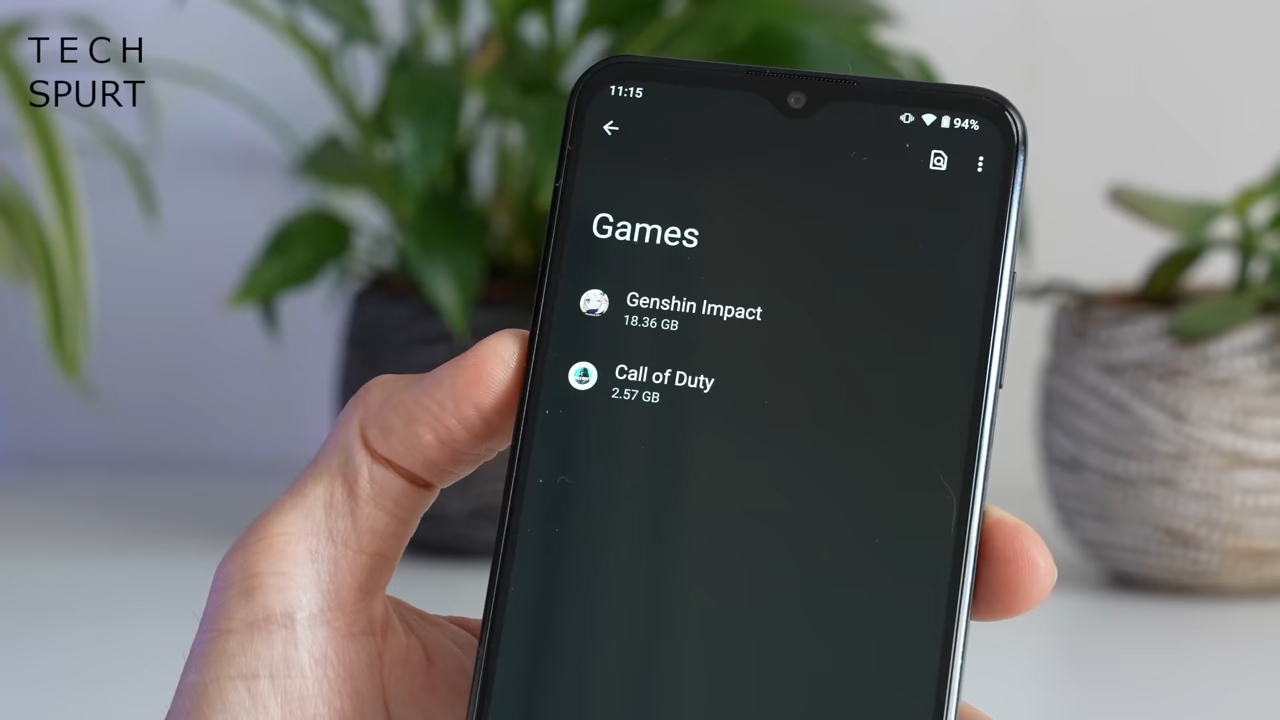 TECH
SPURT
11:15
94%
Games
Genshin Impact
18.36 GB
Call of Duty
2.57 GB